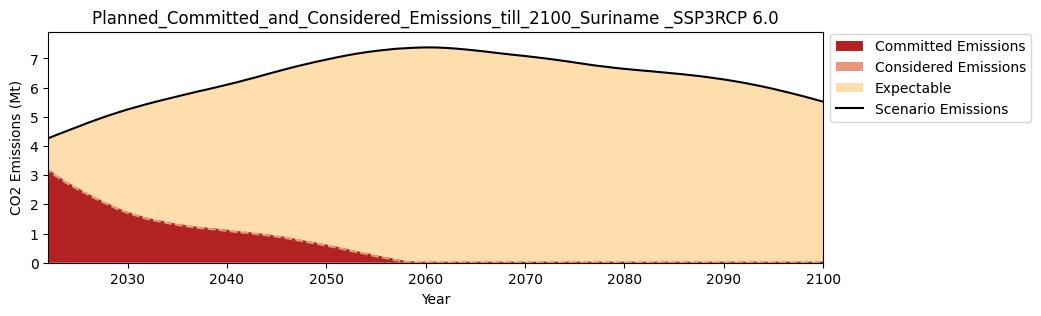 Planned_Committed_and_Considered_Emissions_till_2100_Suriname _SSP3RCP 6.0
CO2 Emissions (Mt)
7
6
5
4
3
2
1
0
2030 2040 2050 2060 2070 2080 2090 2100
Year
Committed Emissions
Considered Emissions
Expectable
Scenario Emissions